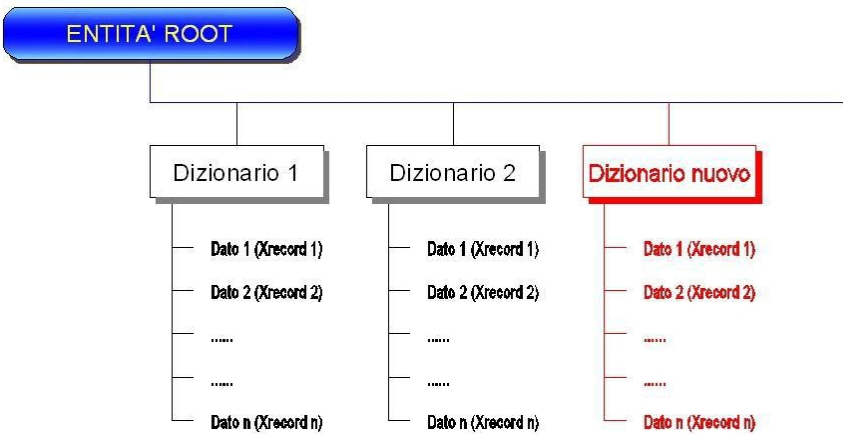 ENTITA' ROOT
Dizionario 1
Dato 1 (Xrecord 1)
Dato 2 (Xrecord 2)
......
......
Dato n (Xrecord n)
Dizionario 2
Dato 1 (Xrecord 1)
Dato 2 (Xrecord 2)
......
......
Dato n (Xrecord n)
Dizionario nuovo
Dato 1 (Xrecord 1)
Dato 2 (Xrecord 2)
......
......
Dato n (Xrecord n)